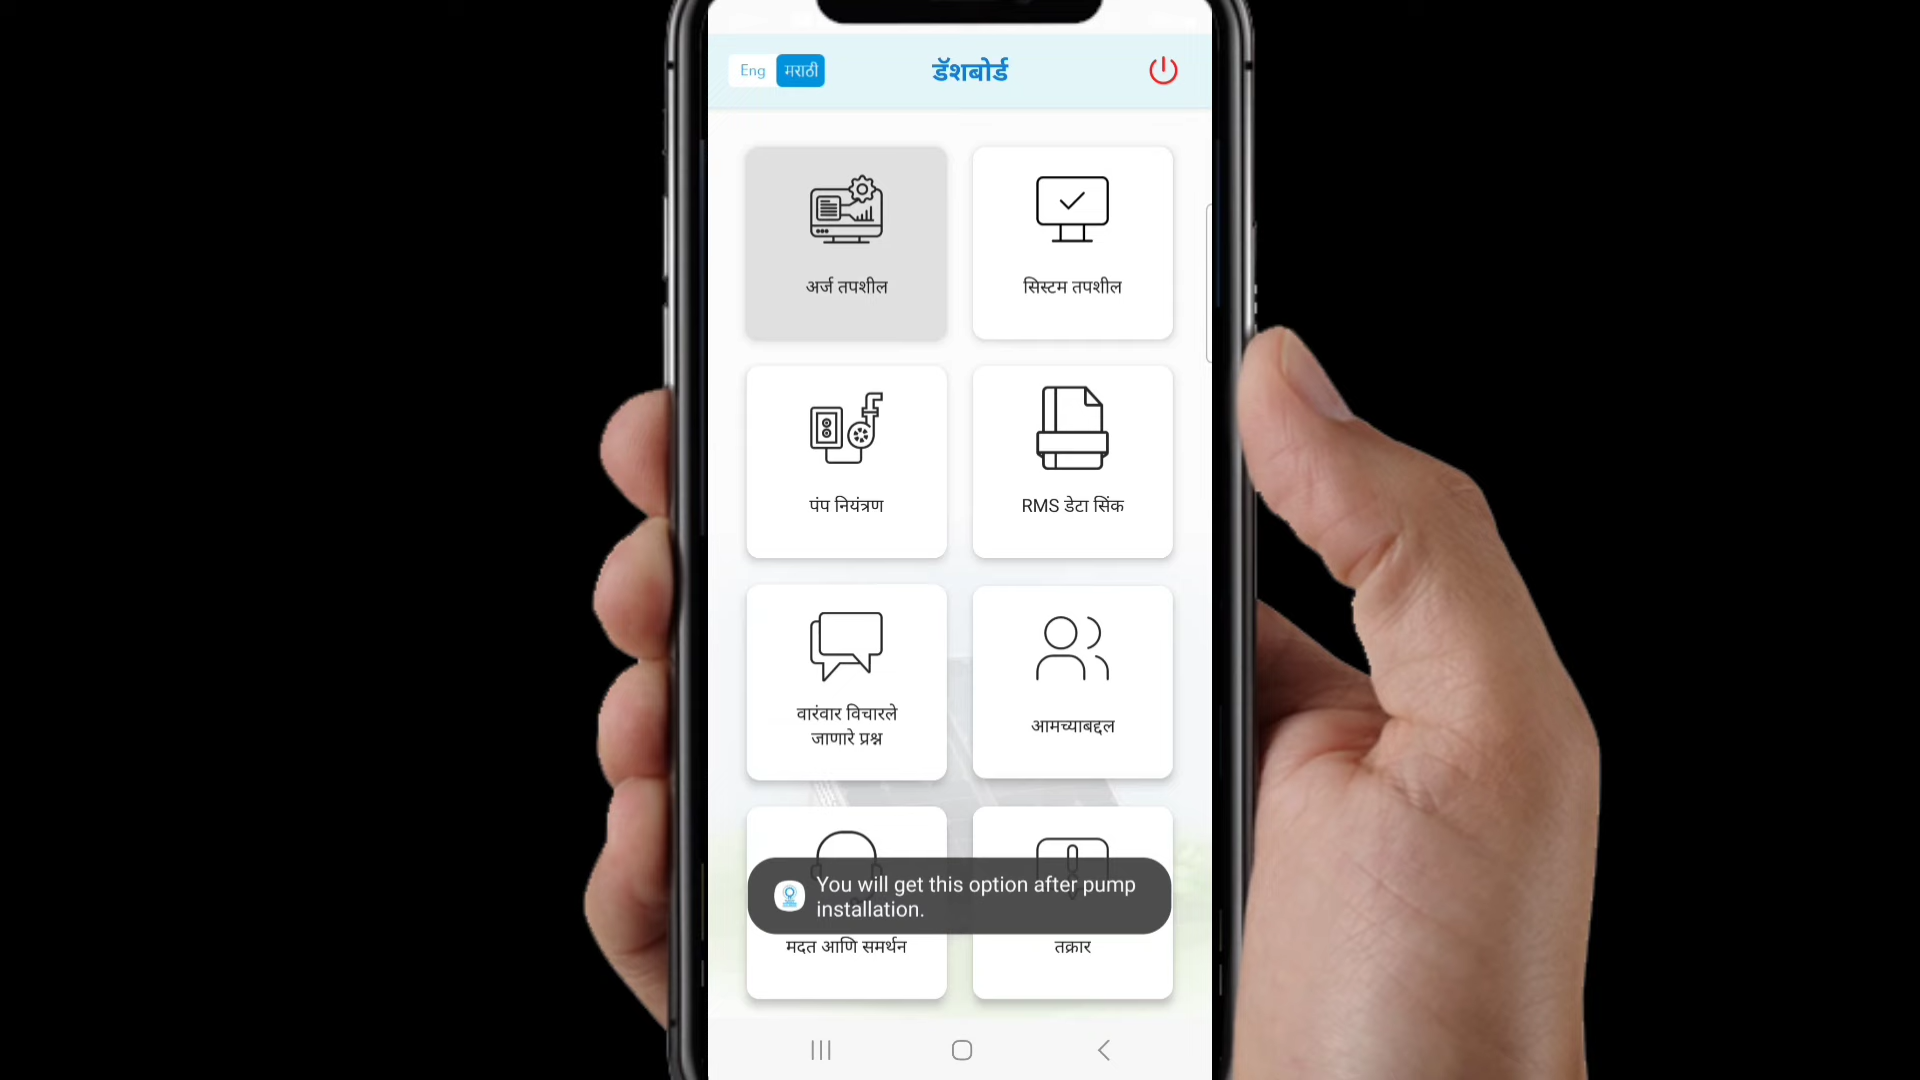 Eng मराठी डॅशबोर्ड
अर्ज तपशील
सिस्टम तपशील
पंप नियंत्रण
RMS डेटा सिंक
वारंवार विचारले
जाणारे प्रश्न
आमच्याबद्दल
You will get this option after pump
installation.
मदत आणि समर्थन
तक्रार